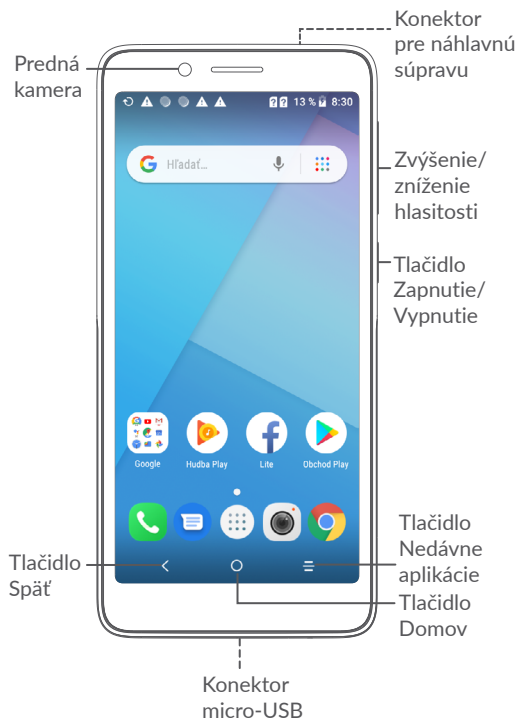 Konektor
pre náhlavnú
súpravu
Predná
kamera
13 % 8:30
G Hľadať...
Zvýšenie/
zníženie
hlasitosti
Tlačidlo
Zapnutie/
Vypnutie
Google Hudba Play Lite Obchod Play
Tlačidlo
Nedávne
aplikácie
Tlačidlo
Späť
Tlačidlo
Domov
Konektor
micro-USB